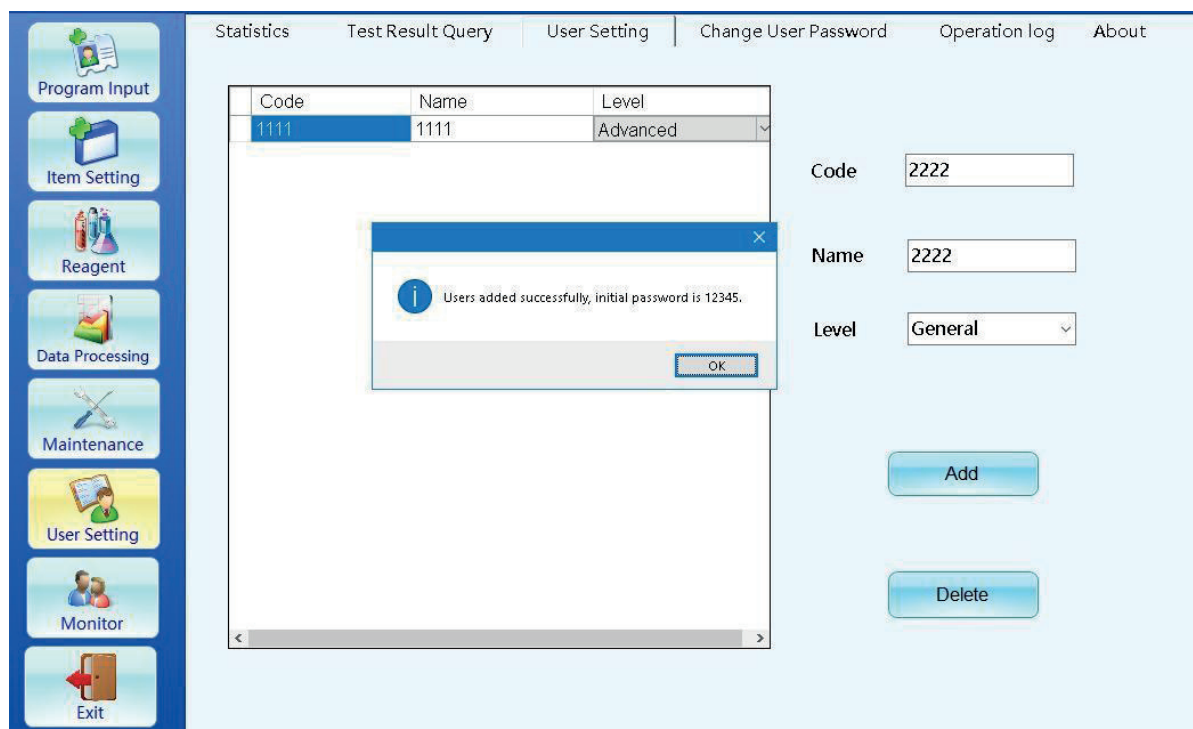 Statistics Test Result Query User Setting Change User Password Operation log About
Program Input
Item Setting
Reagent
Data Processing
Maintenance
User Setting
Monitor
Exit
Code Name Level
1111 1111 Advanced
Users added successfully, initial password is 12345.
OK
Code 2222
Name 2222
Level General
Add
Delete